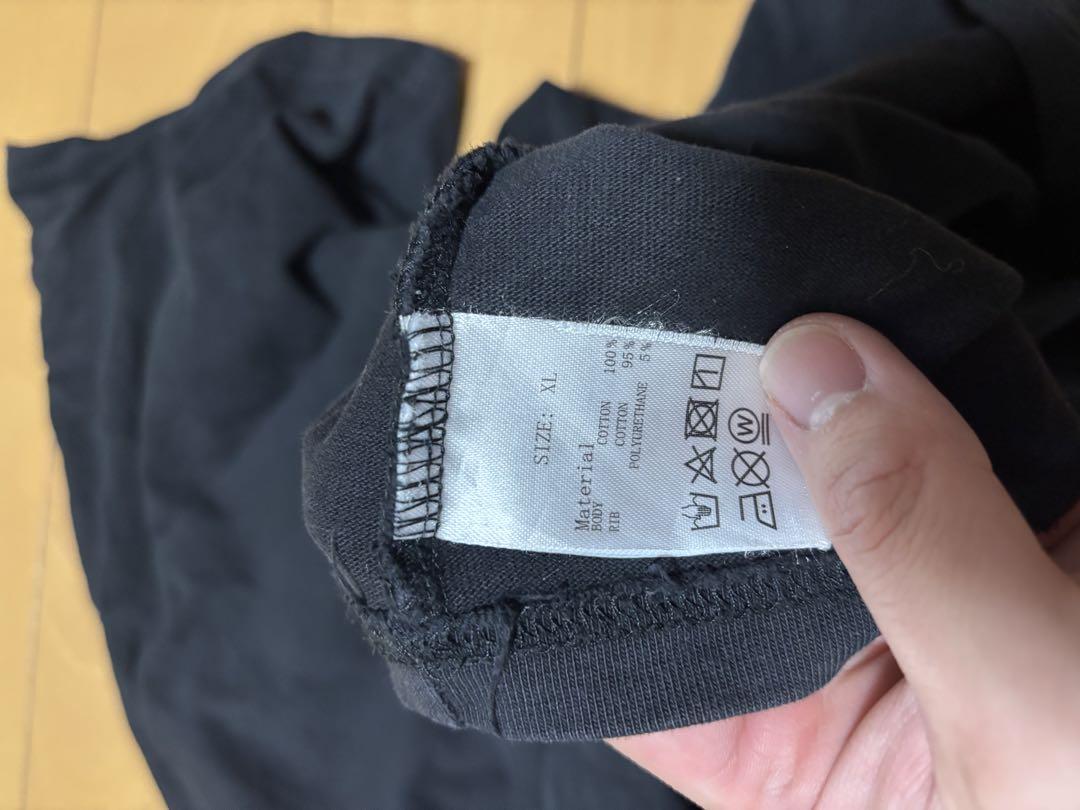 SIZE: XL
Material
BODY COTTON 100%
RIB COTTON 95%
POLYURETHANE 5%
W